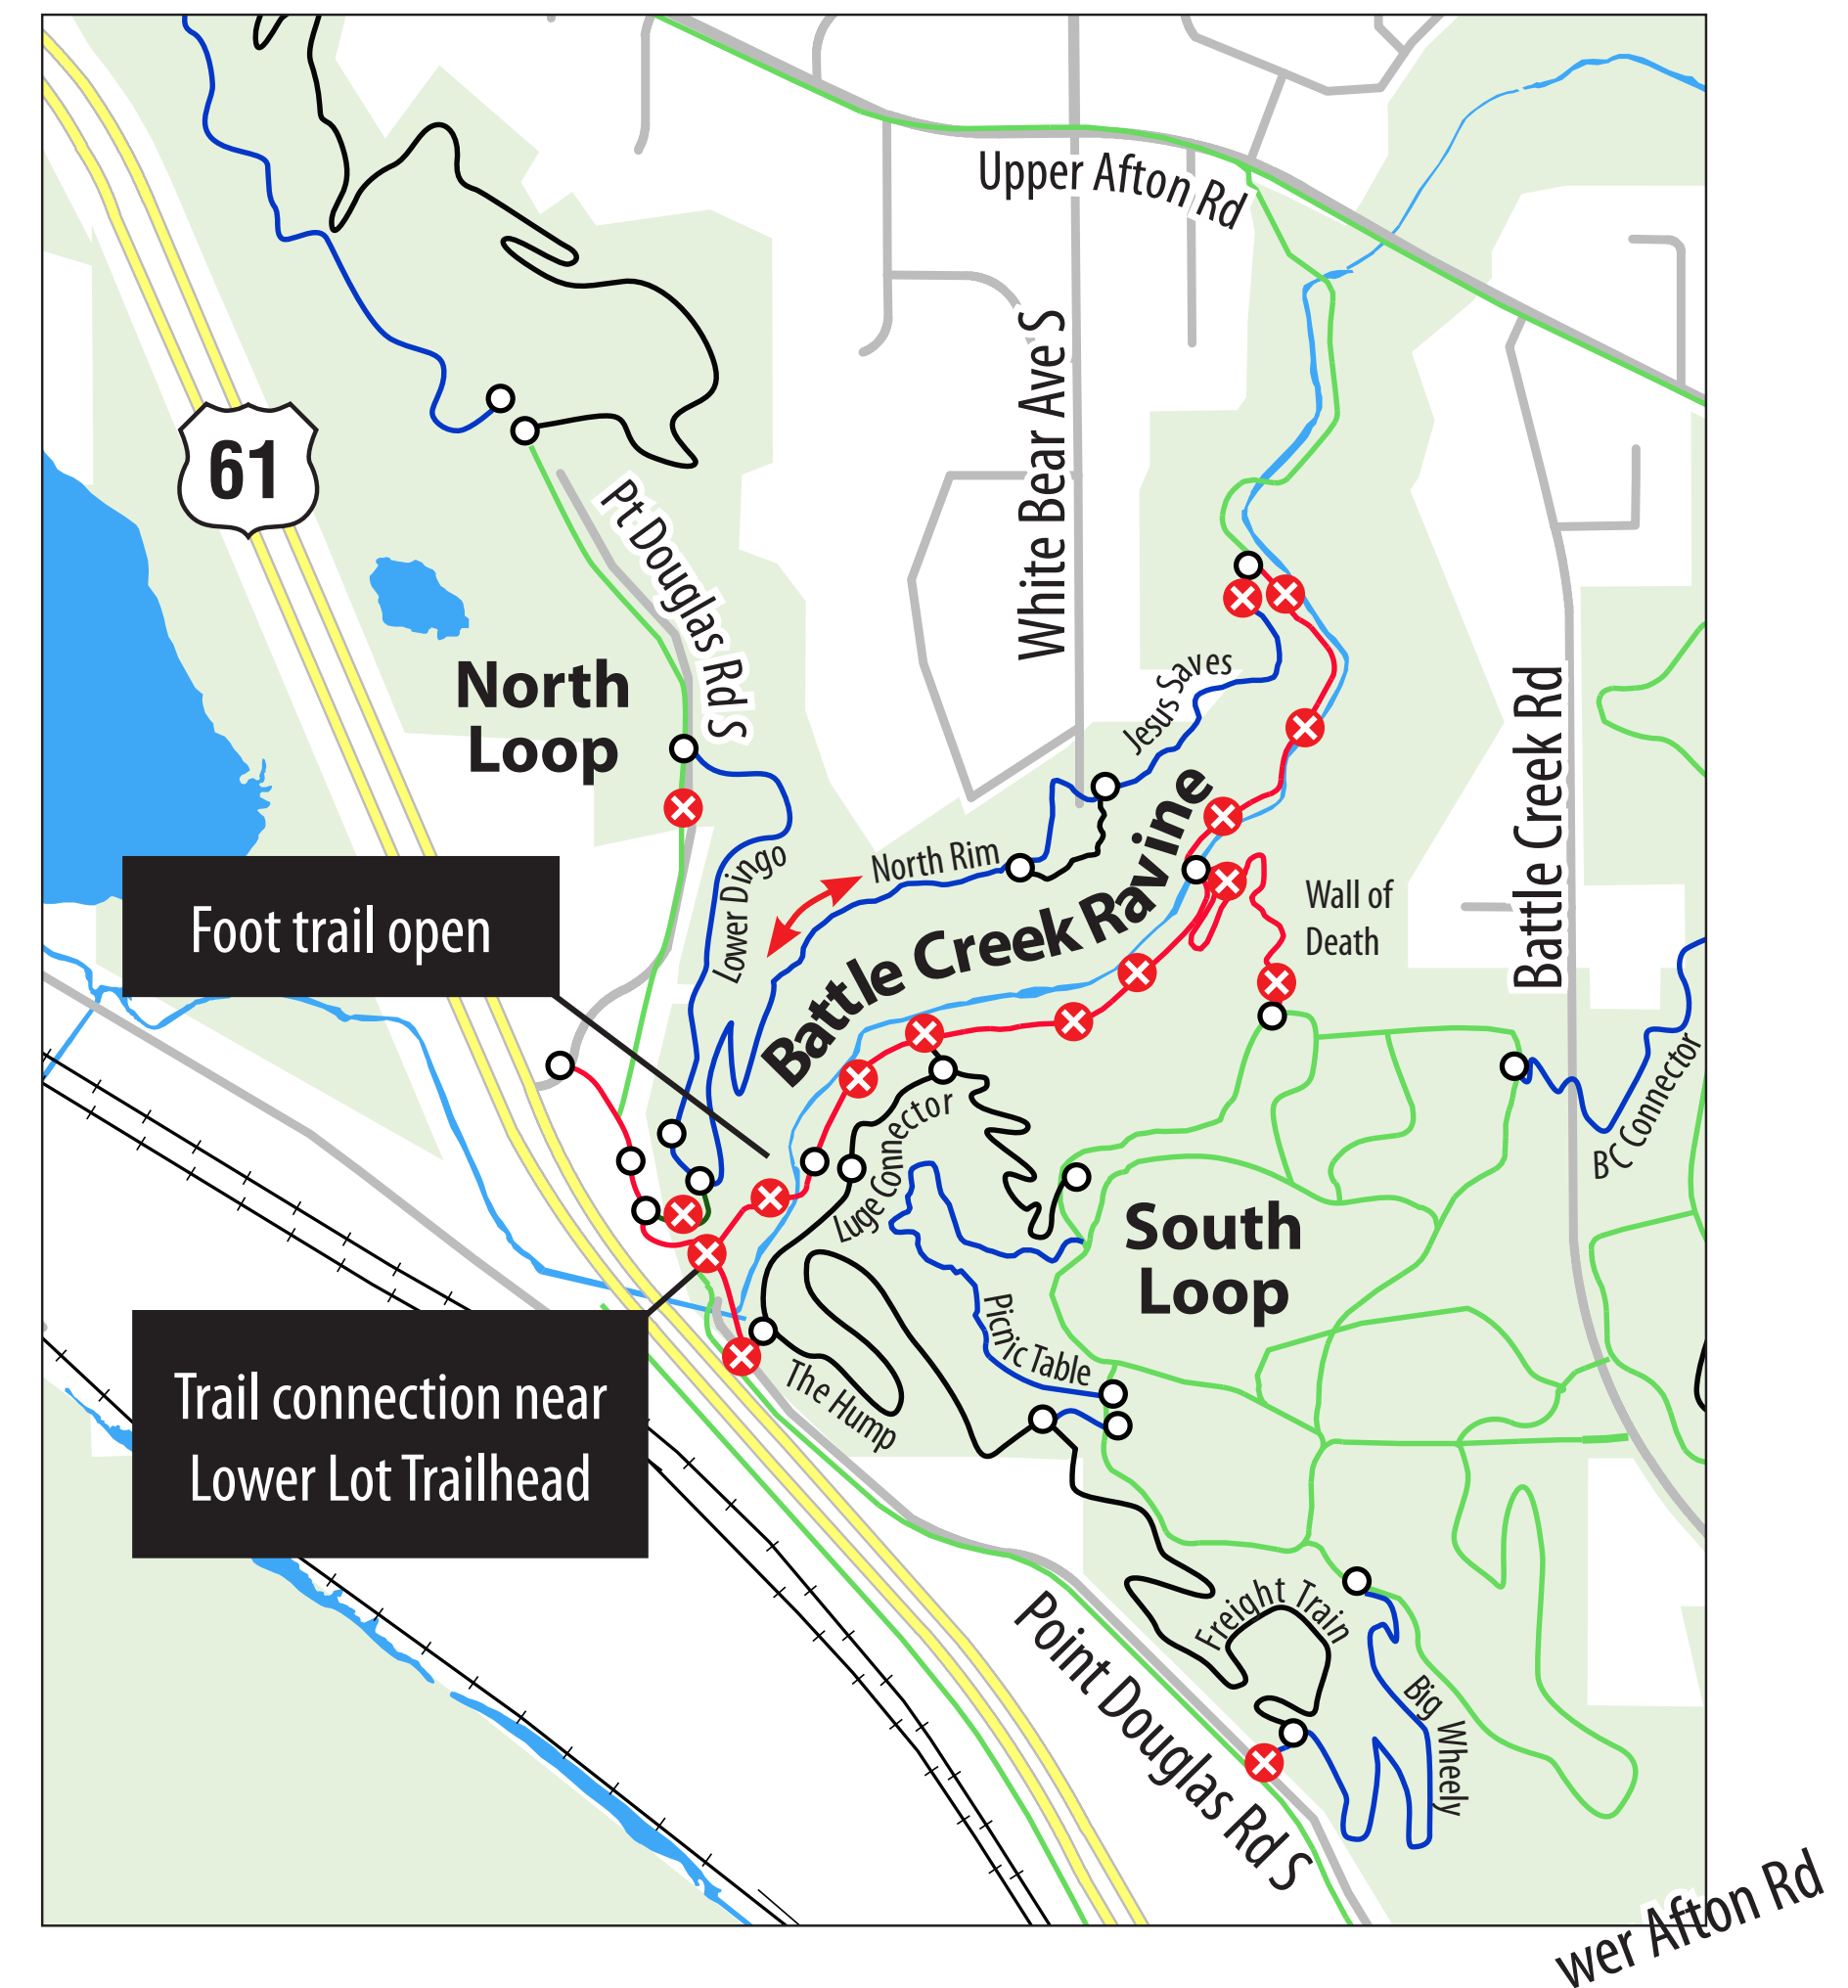 Upper Afton Rd
61
White Bear Ave S
Pt Douglas Rd S
North
Loop
Jesus Saves
Battle Creek Rd
Lower Dingo
North Rim
Battle Creek Ravine
Wall of
Death
Foot trail open
BC Connector
Luge Connector
South
Loop
Picnic Table
The Hump
Trail connection near
Lower Lot Trailhead
Freight Train
Big Wheely
Point Douglas Rd S
wer Afton Rd